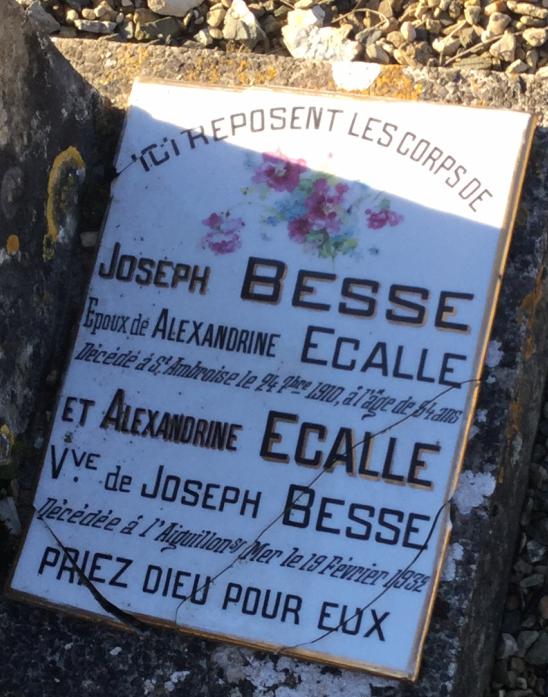 ICI REPOSENT LES CORPS DE
JOSEPH BESSE
Epoux de ALEXANDRINE ECALLE
Décédé à St. Ambroise le 24 7bre 1910, à l'âge de 64 ans
ET ALEXANDRINE ECALLE
Vve de JOSEPH BESSE
Décédée à l'Aiguillon s/ Mer le 19 Février 1932
PRIEZ DIEU POUR EUX